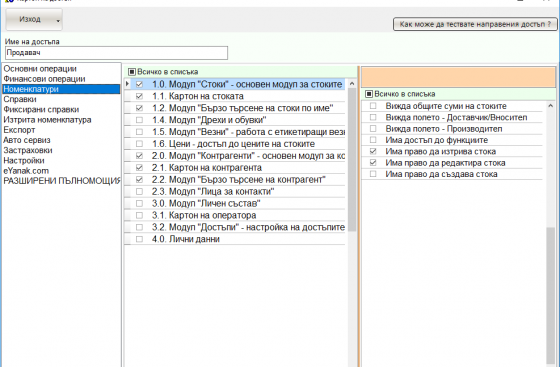 Изход
Как може да тествате направения достъп ?
Име на достъпа
Продавач
Основни операции
Финансови операции
Номенклатури
Справки
Фиксирани справки
Изтрита номенклатура
Експорт
Авто сервиз
Застраховки
Настройки
eYanak.com
РАЗШИРЕНИ ПЪЛНОМОЩИЯ
Всичко в списъка
1.0. Модул "Стоки" - основен модул за стоките
1.1. Картон на стоката
1.2. Модул "Бързо търсене на стоки по име"
1.4. Модул "Дрехи и обувки"
1.5. Модул "Везни" - работа с етикетиращи вез
1.6. Цени - достъп до цените на стоките
2.0. Модул "Контрагенти" - основен модул за ко
2.1. Картон на контрагента
2.2. Модул "Бързо търсене на контрагент"
2.3. Модул "Лица за контакти"
3.0. Модул "Личен състав"
3.1. Картон на оператора
3.2. Модул "Достъпи" - настройка на достъпите
4.0. Лични данни
Всичко в списъка
Вижда общите суми на стоките
Вижда полето - Доставчик/Вносител
Вижда полето - Производител
Има достъп до функциите
Има право да изтрива стока
Има право да редактира стока
Има право да създава стока